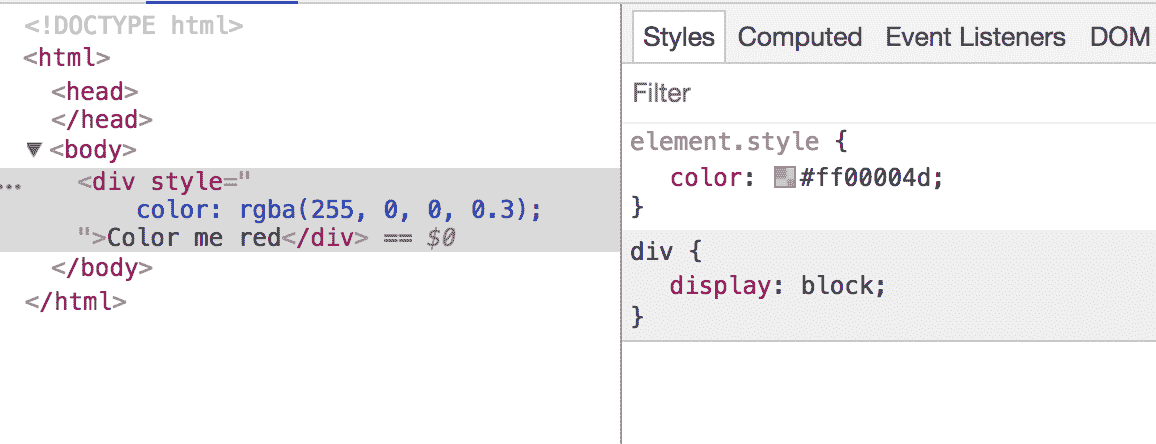 <!DOCTYPE html>
<html>
<head>
</head>
▼ <body>
... <div style="
color: rgba(255, 0, 0, 0.3);
">Color me red</div> == $0
</body>
</html>
Styles Computed Event Listeners DOM
Filter
element.style {
color: #ff00004d;
}
div {
display: block;
}